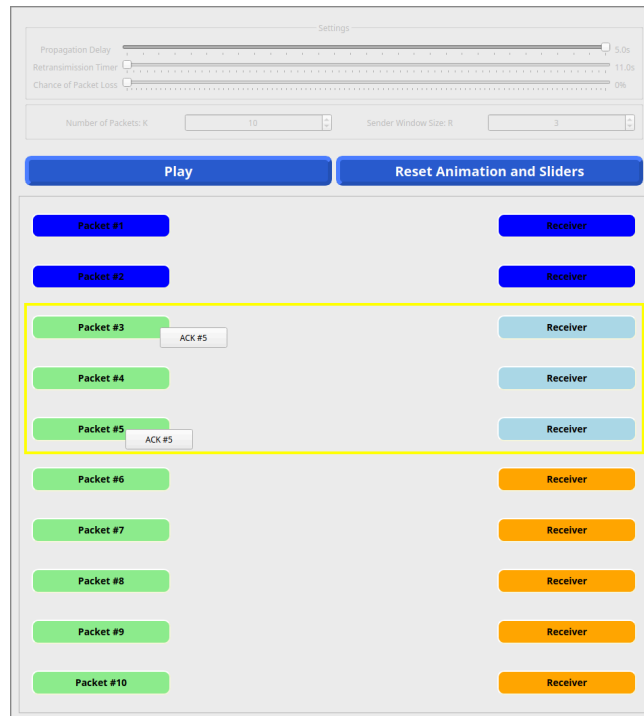 Settings
Propagation Delay 5.0s
Retransimission Timer 11.0s
Chance of Packet Loss 0%
Number of Packets: K 10 Sender Window Size: R 3
Play Reset Animation and Sliders
Packet #1 Receiver
Packet #2 Receiver
Packet #3 Receiver
ACK #5
Packet #4 Receiver
Packet #5 Receiver
ACK #5
Packet #6 Receiver
Packet #7 Receiver
Packet #8 Receiver
Packet #9 Receiver
Packet #10 Receiver